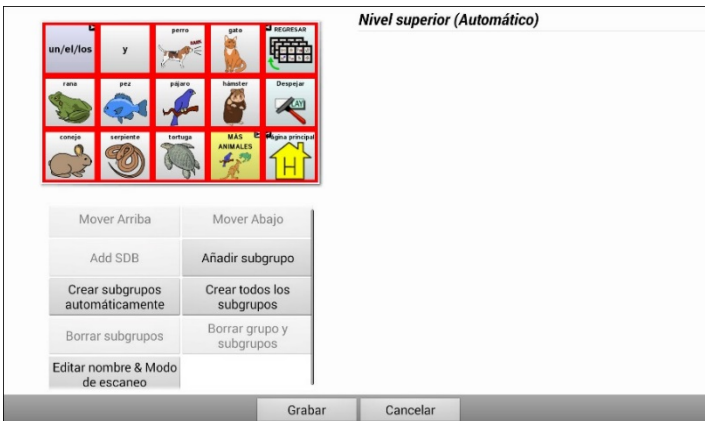 Nivel superior (Automático)
un/el/los
y
perro
BARK
gato
REGRESAR
rana
pez
pájaro
hámster
Despejar
AY
conejo
serpiente
tortuga
MÁS
ANIMALES
Página principal
H
Mover Arriba
Mover Abajo
Add SDB
Añadir subgrupo
Crear subgrupos
automáticamente
Crear todos los
subgrupos
Borrar subgrupos
Borrar grupo y
subgrupos
Editar nombre & Modo
de escaneo
Grabar
Cancelar